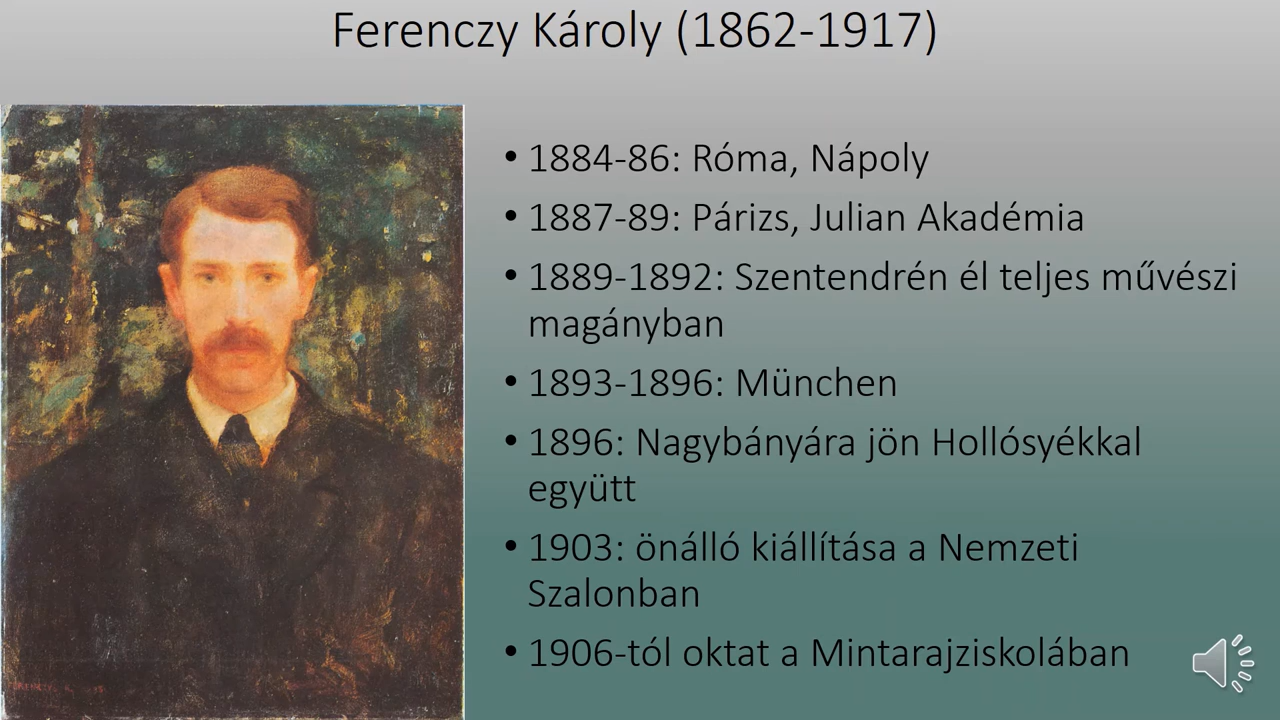 Ferenczy Károly (1862-1917)
• 1884-86: Róma, Nápoly
• 1887-89: Párizs, Julian Akadémia
• 1889-1892: Szentendrén él teljes művészi
magányban
• 1893-1896: München
• 1896: Nagybányára jön Hollósyékkal
együtt
• 1903: önálló kiállítása a Nemzeti
Szalonban
• 1906-tól oktat a Mintarajziskolában